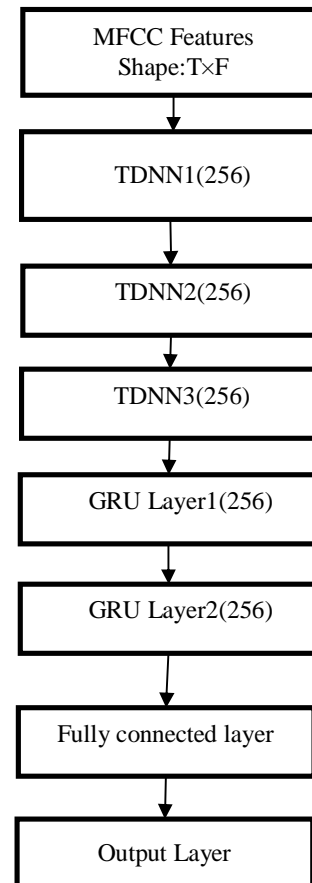 MFCC Features
Shape:T×F
TDNN1(256)
TDNN2(256)
TDNN3(256)
GRU Layer1(256)
GRU Layer2(256)
Fully connected layer
Output Layer